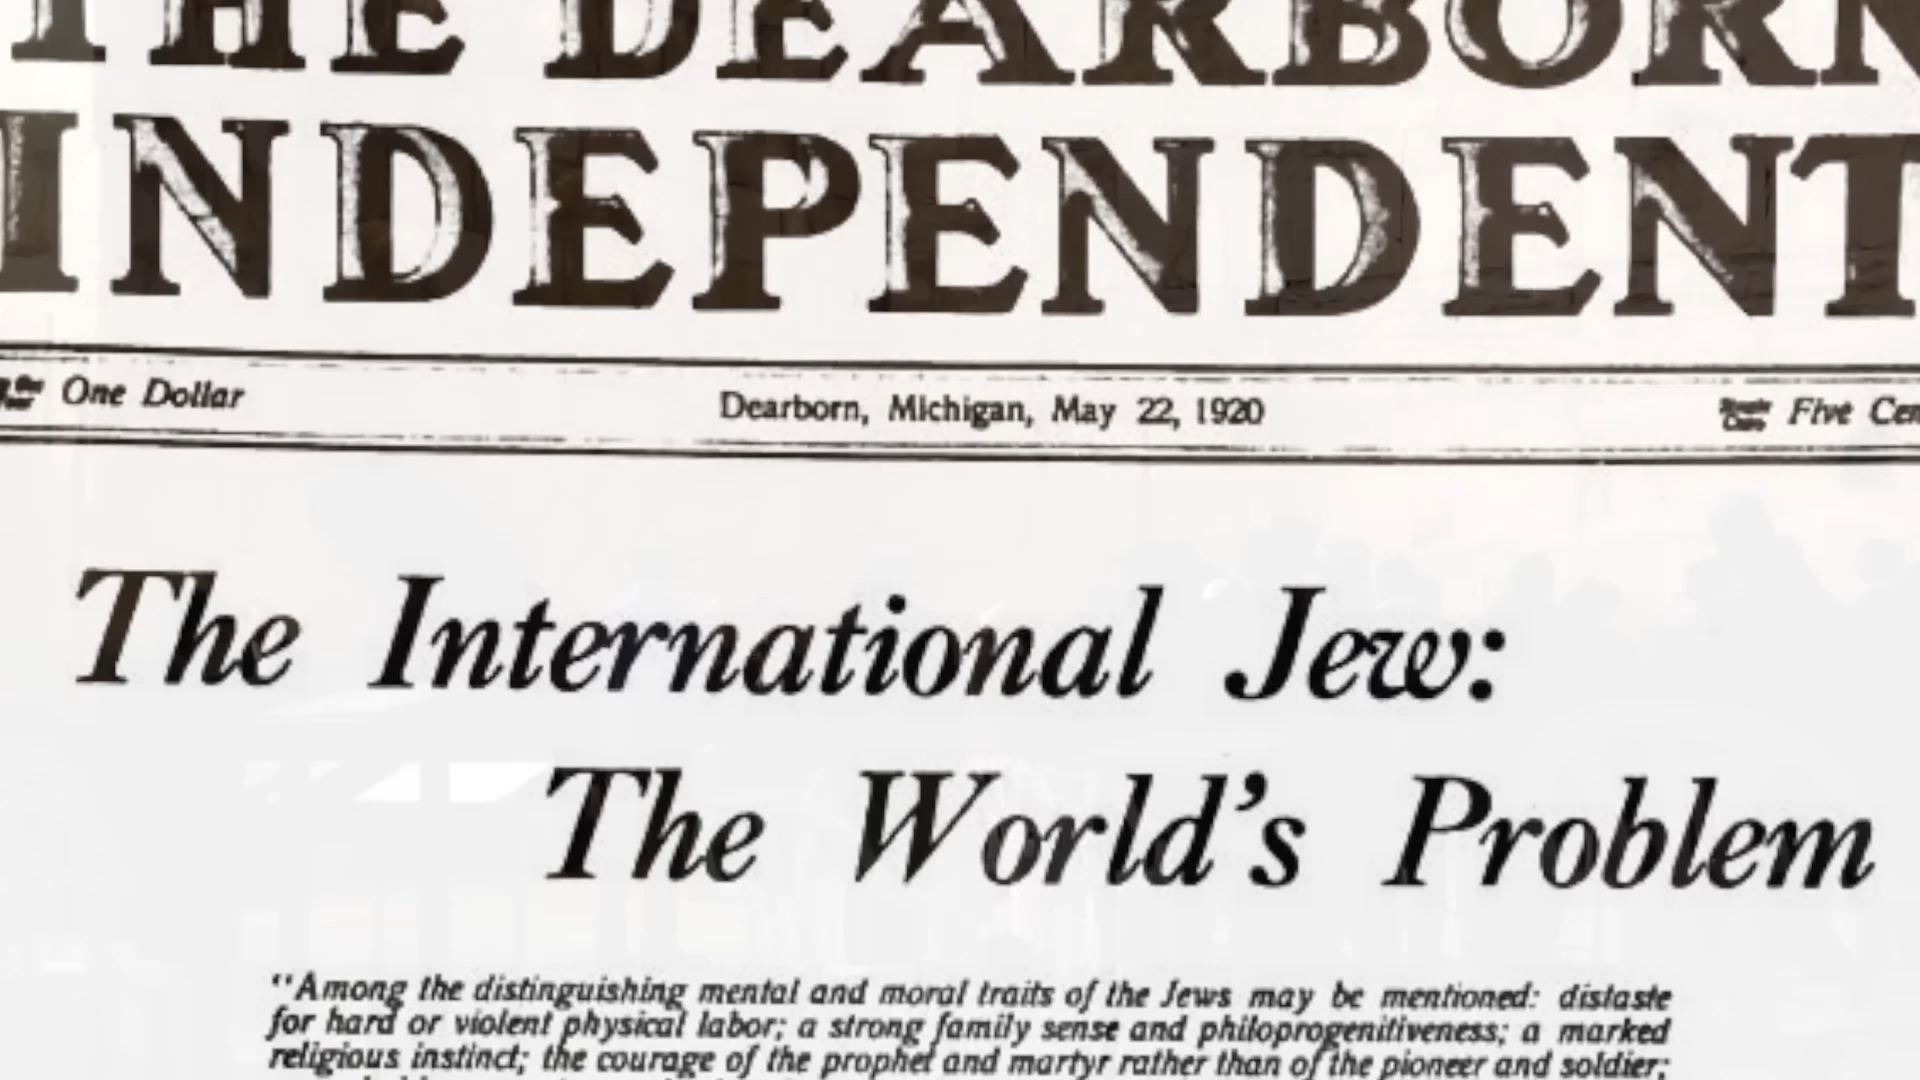 THE DEARBORN
INDEPENDENT
One Dollar Dearborn, Michigan, May 22, 1920 Five Cen
The International Jew:
The World's Problem
"Among the distinguishing mental and moral traits of the Jews may be mentioned: distaste
for hard or violent physical labor; a strong family sense and philoprogenitiveness; a marked
religious instinct; the courage of the prophet and martyr rather than of the pioneer and soldier;